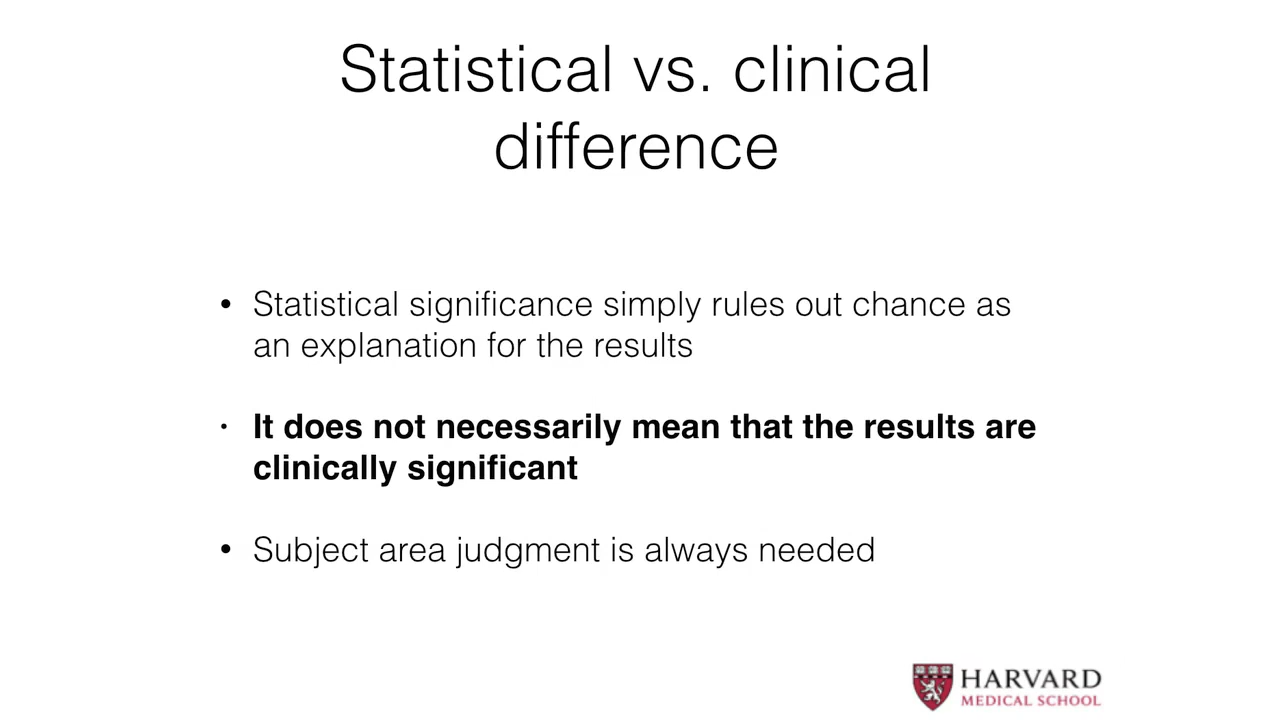 Statistical vs. clinical
difference
• Statistical significance simply rules out chance as
an explanation for the results
• It does not necessarily mean that the results are
clinically significant
• Subject area judgment is always needed
HARVARD
MEDICAL SCHOOL